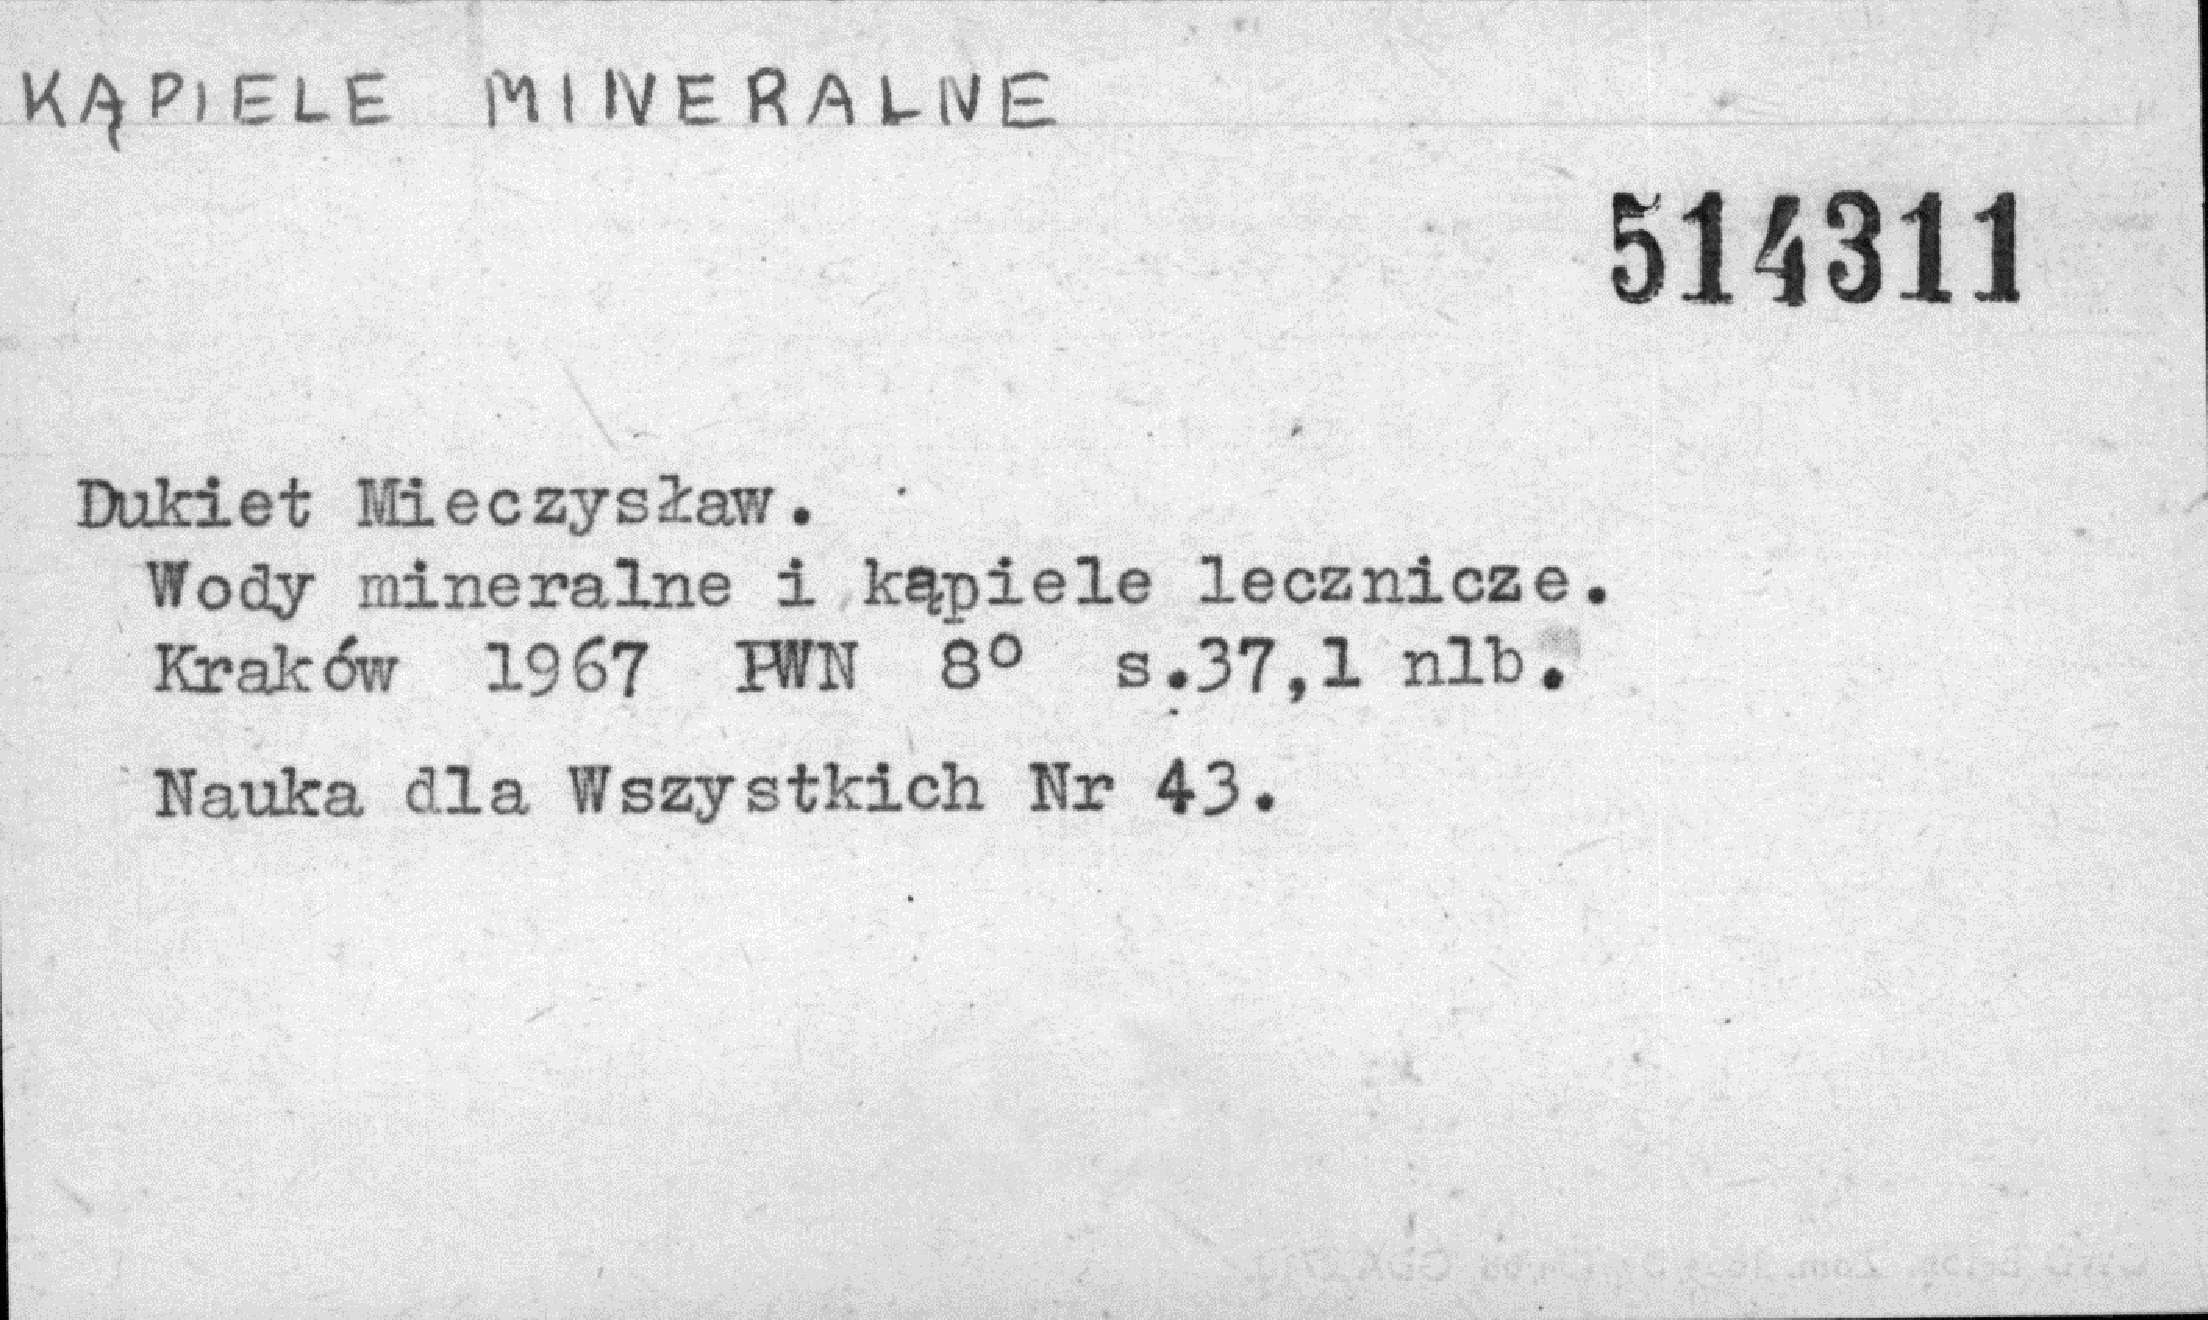 KĄPIELE MINERALNE
514311
Dukiet Mieczysław.
Wody mineralne i kąpiele lecznicze.
Kraków 1967 PWN 8º s.37,1 nlb.
Nauka dla Wszystkich Nr 43.